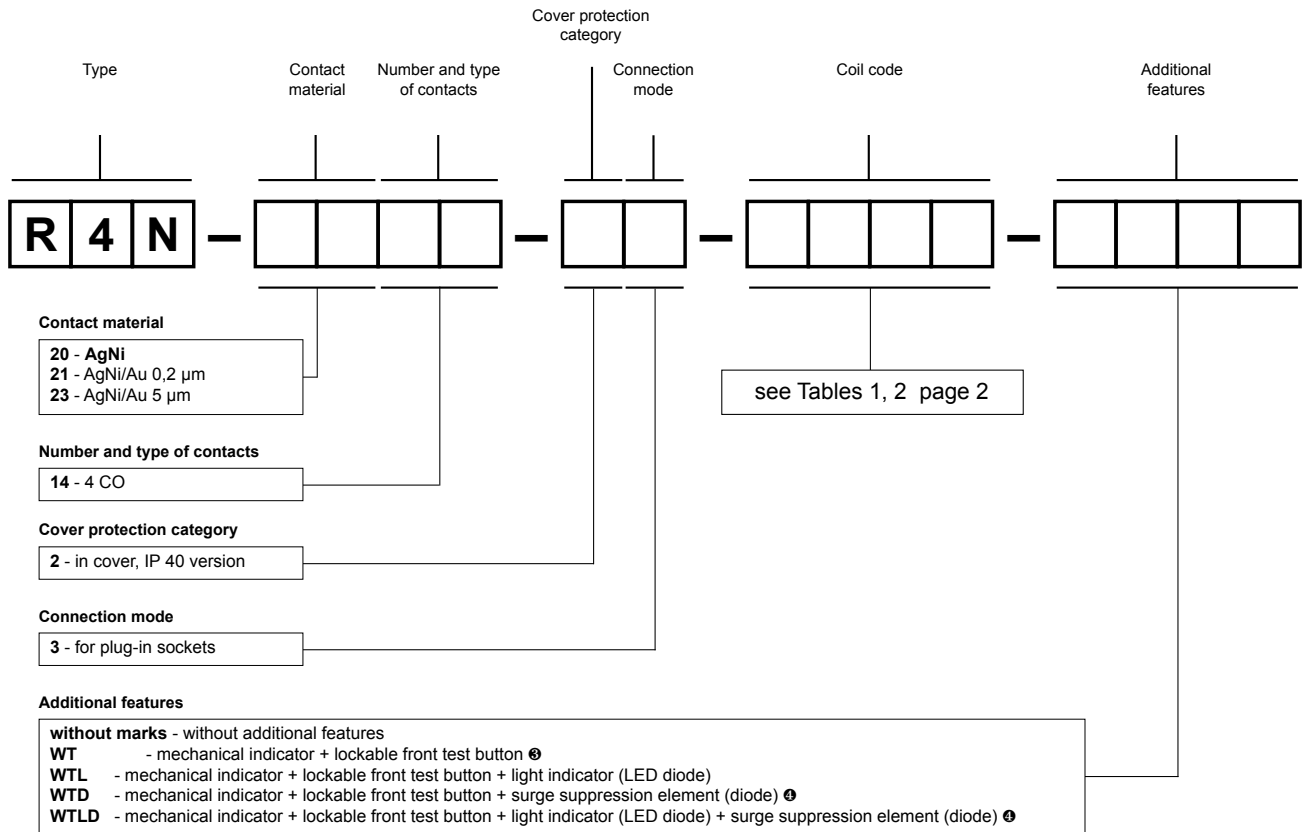 Cover protection
category
Type
Contact
material
Number and type
of contacts
Connection
mode
Coil code
Additional
features
R 4 N – – – –
Contact material
20 - AgNi
21 - AgNi/Au 0,2 µm
23 - AgNi/Au 5 µm
see Tables 1, 2 page 2
Number and type of contacts
14 - 4 CO
Cover protection category
2 - in cover, IP 40 version
Connection mode
3 - for plug-in sockets
Additional features
without marks - without additional features
WT - mechanical indicator + lockable front test button ❸
WTL - mechanical indicator + lockable front test button + light indicator (LED diode)
WTD - mechanical indicator + lockable front test button + surge suppression element (diode) ❹
WTLD - mechanical indicator + lockable front test button + light indicator (LED diode) + surge suppression element (diode) ❹